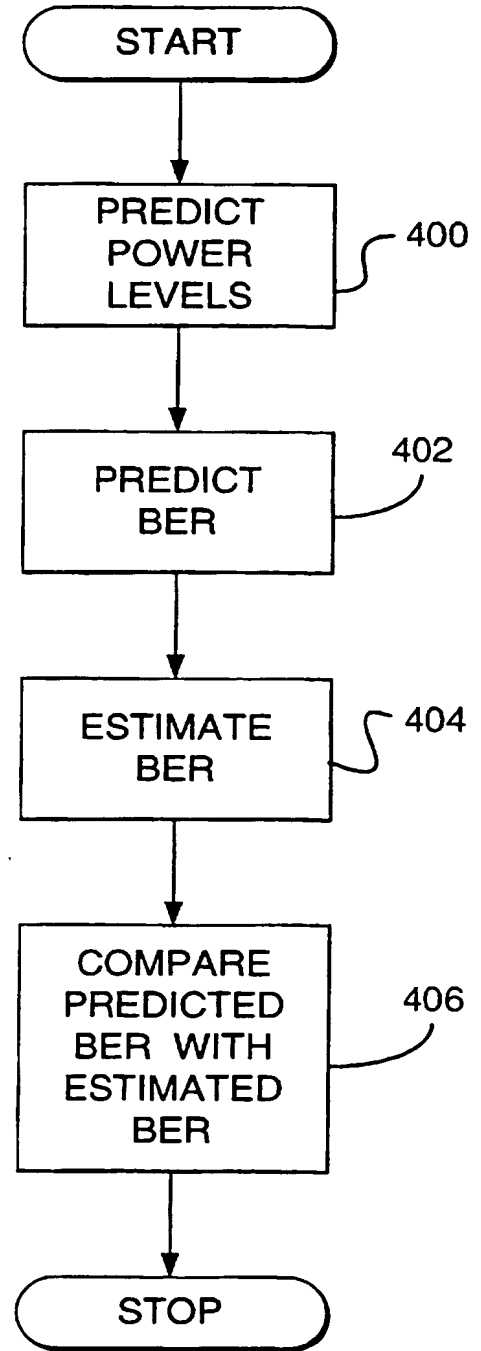 START
PREDICT
POWER
LEVELS
400
PREDICT
BER
402
ESTIMATE
BER
404
COMPARE
PREDICTED
BER WITH
ESTIMATED
BER
406
STOP